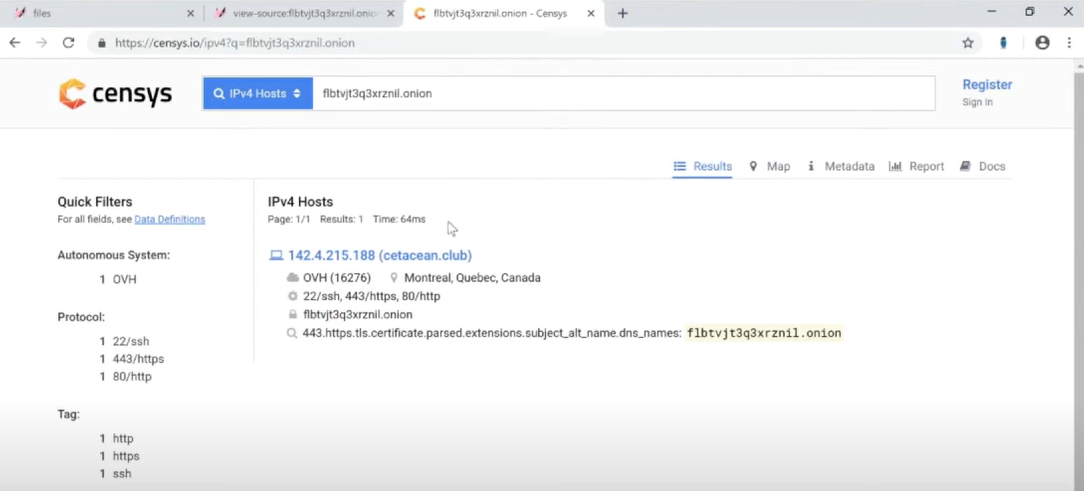 files
view-source:flbtvjt3q3xrznil.onion
flbtvjt3q3xrznil.onion - Censys
https://censys.io/ipv4?q=flbtvjt3q3xrznil.onion
censys
IPv4 Hosts
flbtvjt3q3xrznil.onion
Register
Sign In
Results
Map
Metadata
Report
Docs
Quick Filters
For all fields, see Data Definitions
Autonomous System:
1 OVH
Protocol:
1 22/ssh
1 443/https
1 80/http
Tag:
1 http
1 https
1 ssh
IPv4 Hosts
Page: 1/1 Results: 1 Time: 64ms
142.4.215.188 (cetacean.club)
OVH (16276) Montreal, Quebec, Canada
22/ssh, 443/https, 80/http
flbtvjt3q3xrznil.onion
443.https.tls.certificate.parsed.extensions.subject_alt_name.dns_names: flbtvjt3q3xrznil.onion